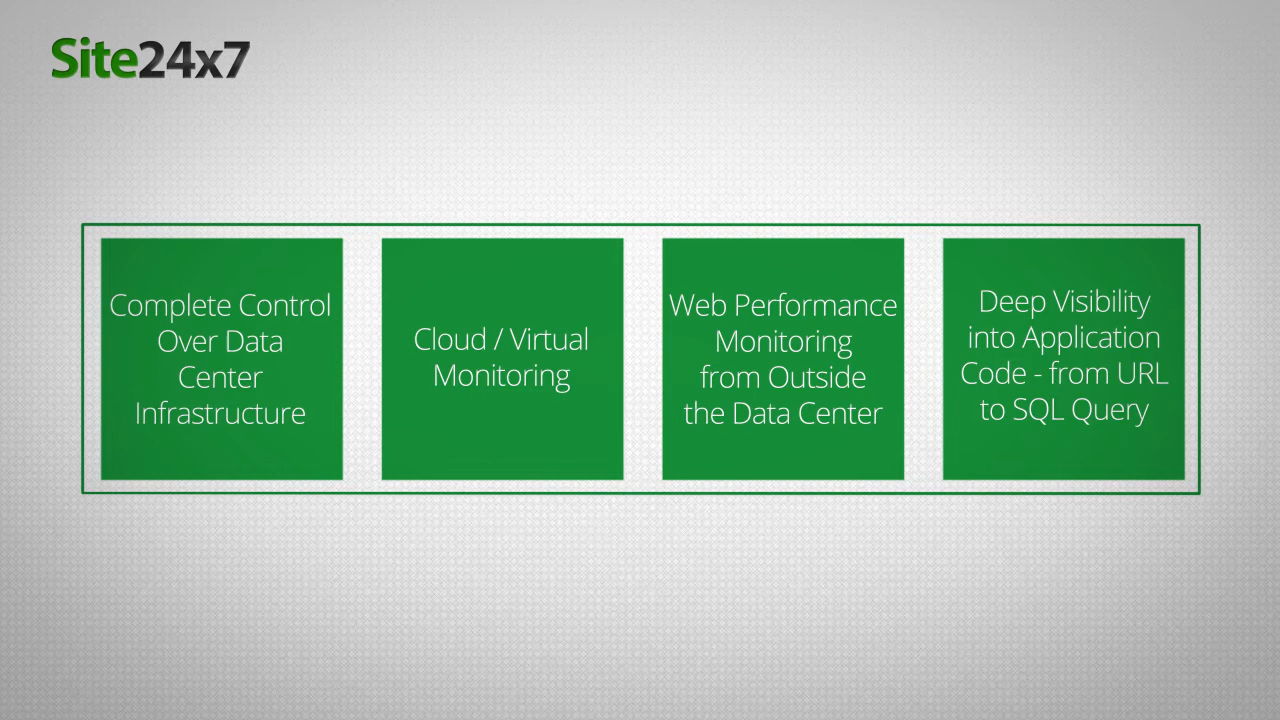 Site24x7
Complete Control
Over Data
Center
Infrastructure
Cloud / Virtual
Monitoring
Web Performance
Monitoring
from Outside
the Data Center
Deep Visibility
into Application
Code - from URL
to SQL Query